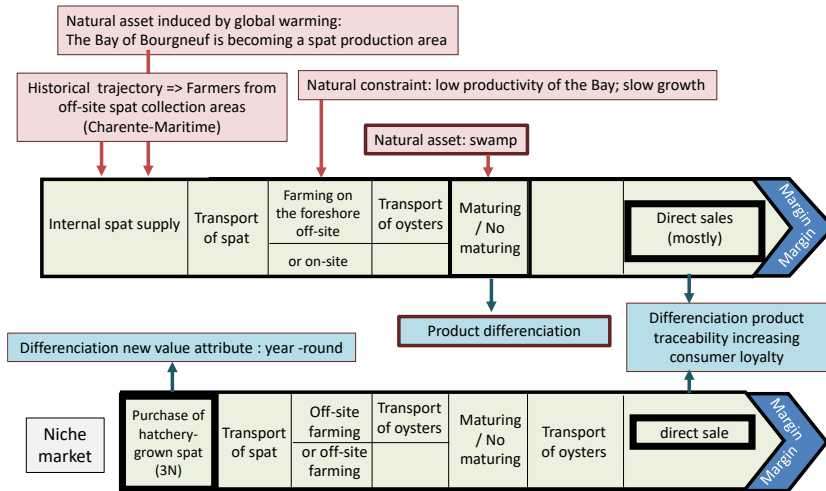 Natural asset induced by global warming:
The Bay of Bourgneuf is becoming a spat production area
Historical trajectory => Farmers from
off-site spat collection areas
(Charente-Maritime)
Natural constraint: low productivity of the Bay; slow growth
Natural asset: swamp
Internal spat supply
Transport
of spat
Farming on
the foreshore
off-site
or on-site
Transport
of oysters
Maturing
/ No
maturing
Direct sales
(mostly)
Margin
Margin
Product differenciation
Differenciation product
traceability increasing
consumer loyalty
Differenciation new value attribute : year -round
Niche
market
Purchase of
hatchery-
grown spat
(3N)
Transport
of spat
Off-site
farming
or off-site
farming
Transport
of oysters
Maturing
/ No
maturing
Transport of
oysters
direct sale
Margin
Margin